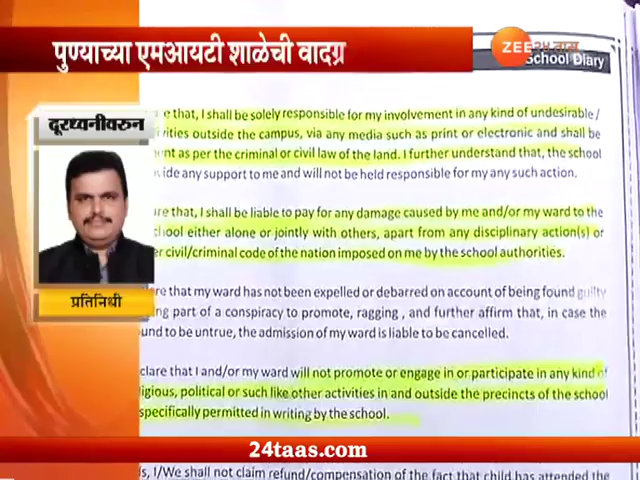 पुण्याच्या एमआयटी शाळेची वादग्र
ZEE २४ तास
School Diary
दूरध्वनीवरुन
प्रतिनिधी
e that, I shall be solely responsible for my involvement in any kind of undesirable/
ities outside the campus, via any media such as print or electronic and shall be
nt as per the criminal or civil law of the land. I further understand that, the school
ide any support to me and will not be held responsible for my any such action.
re that, I shall be liable to pay for any damage caused by me and/or my ward to the
hool either alone or jointly with others, apart from any disciplinary action(s) or
er civil/criminal code of the nation imposed on me by the school authorities.
re that my ward has not been expelled or debarred on account of being found guilty
ng part of a conspiracy to promote, ragging , and further affirm that, in case the
und to be untrue, the admission of my ward is liable to be cancelled.
clare that I and/or my ward will not promote or engage in or participate in any kind of
igious, political or such like other activities in and outside the precincts of the school
specifically permitted in writing by the school.
s, I/We shall not claim refund/compensation of the fact that child has attended the
24taas.com